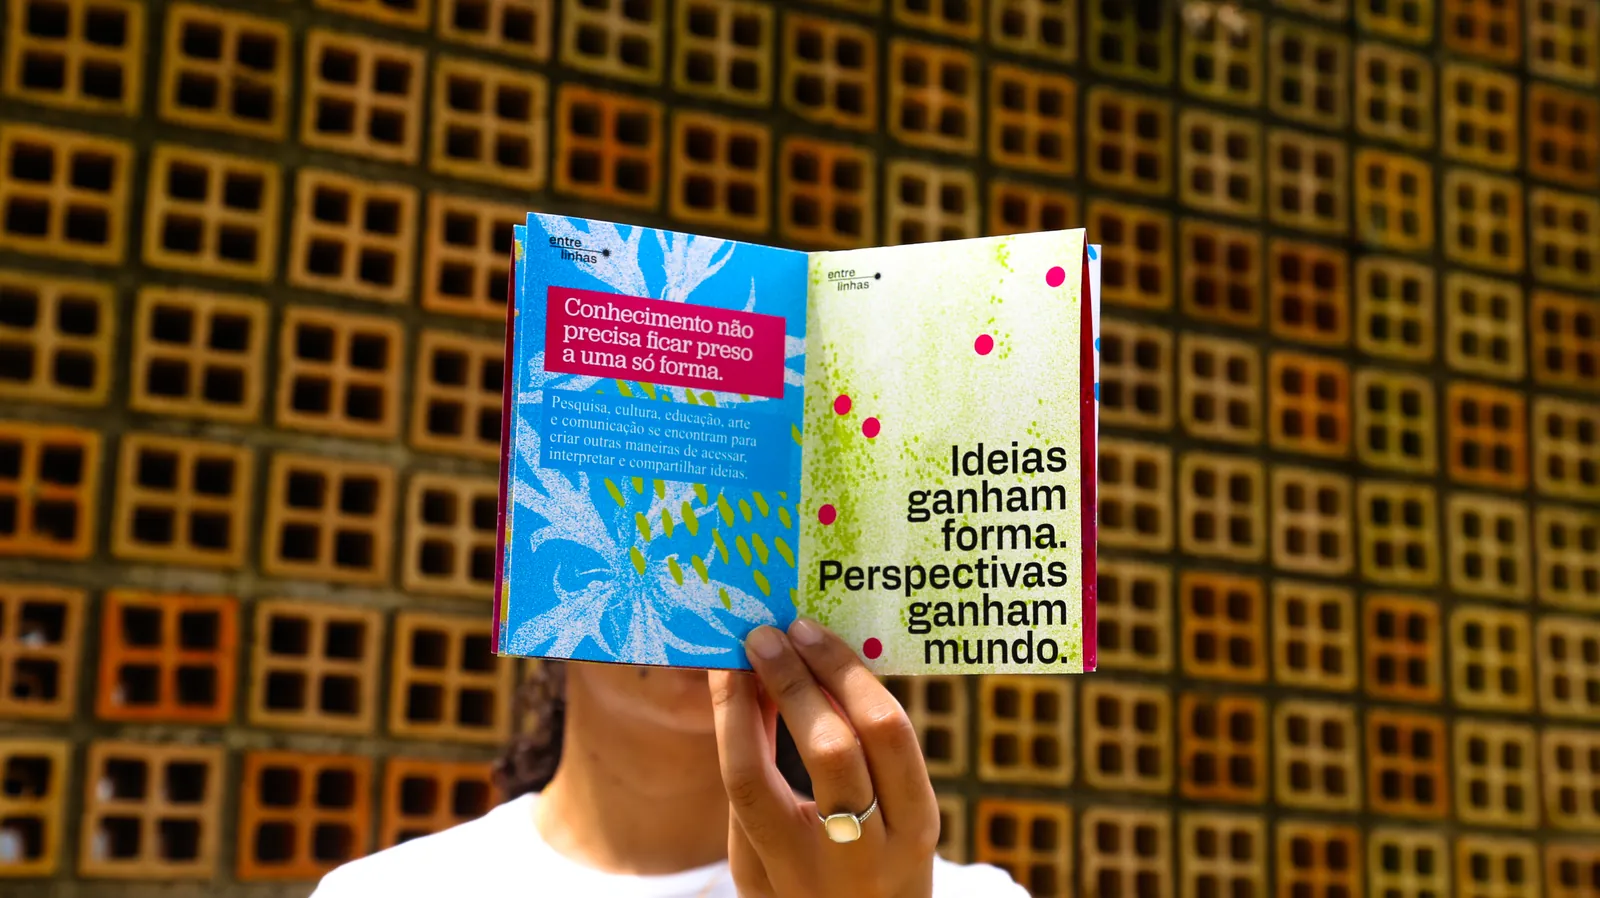 entre
linhas
Conhecimento não
precisa ficar preso
a uma só forma.
Pesquisa, cultura, educação, arte
e comunicação se encontram para
criar outras maneiras de acessar,
interpretar e compartilhar ideias.
entre
linhas
Ideias
ganham
forma.
Perspectivas
ganham
mundo.